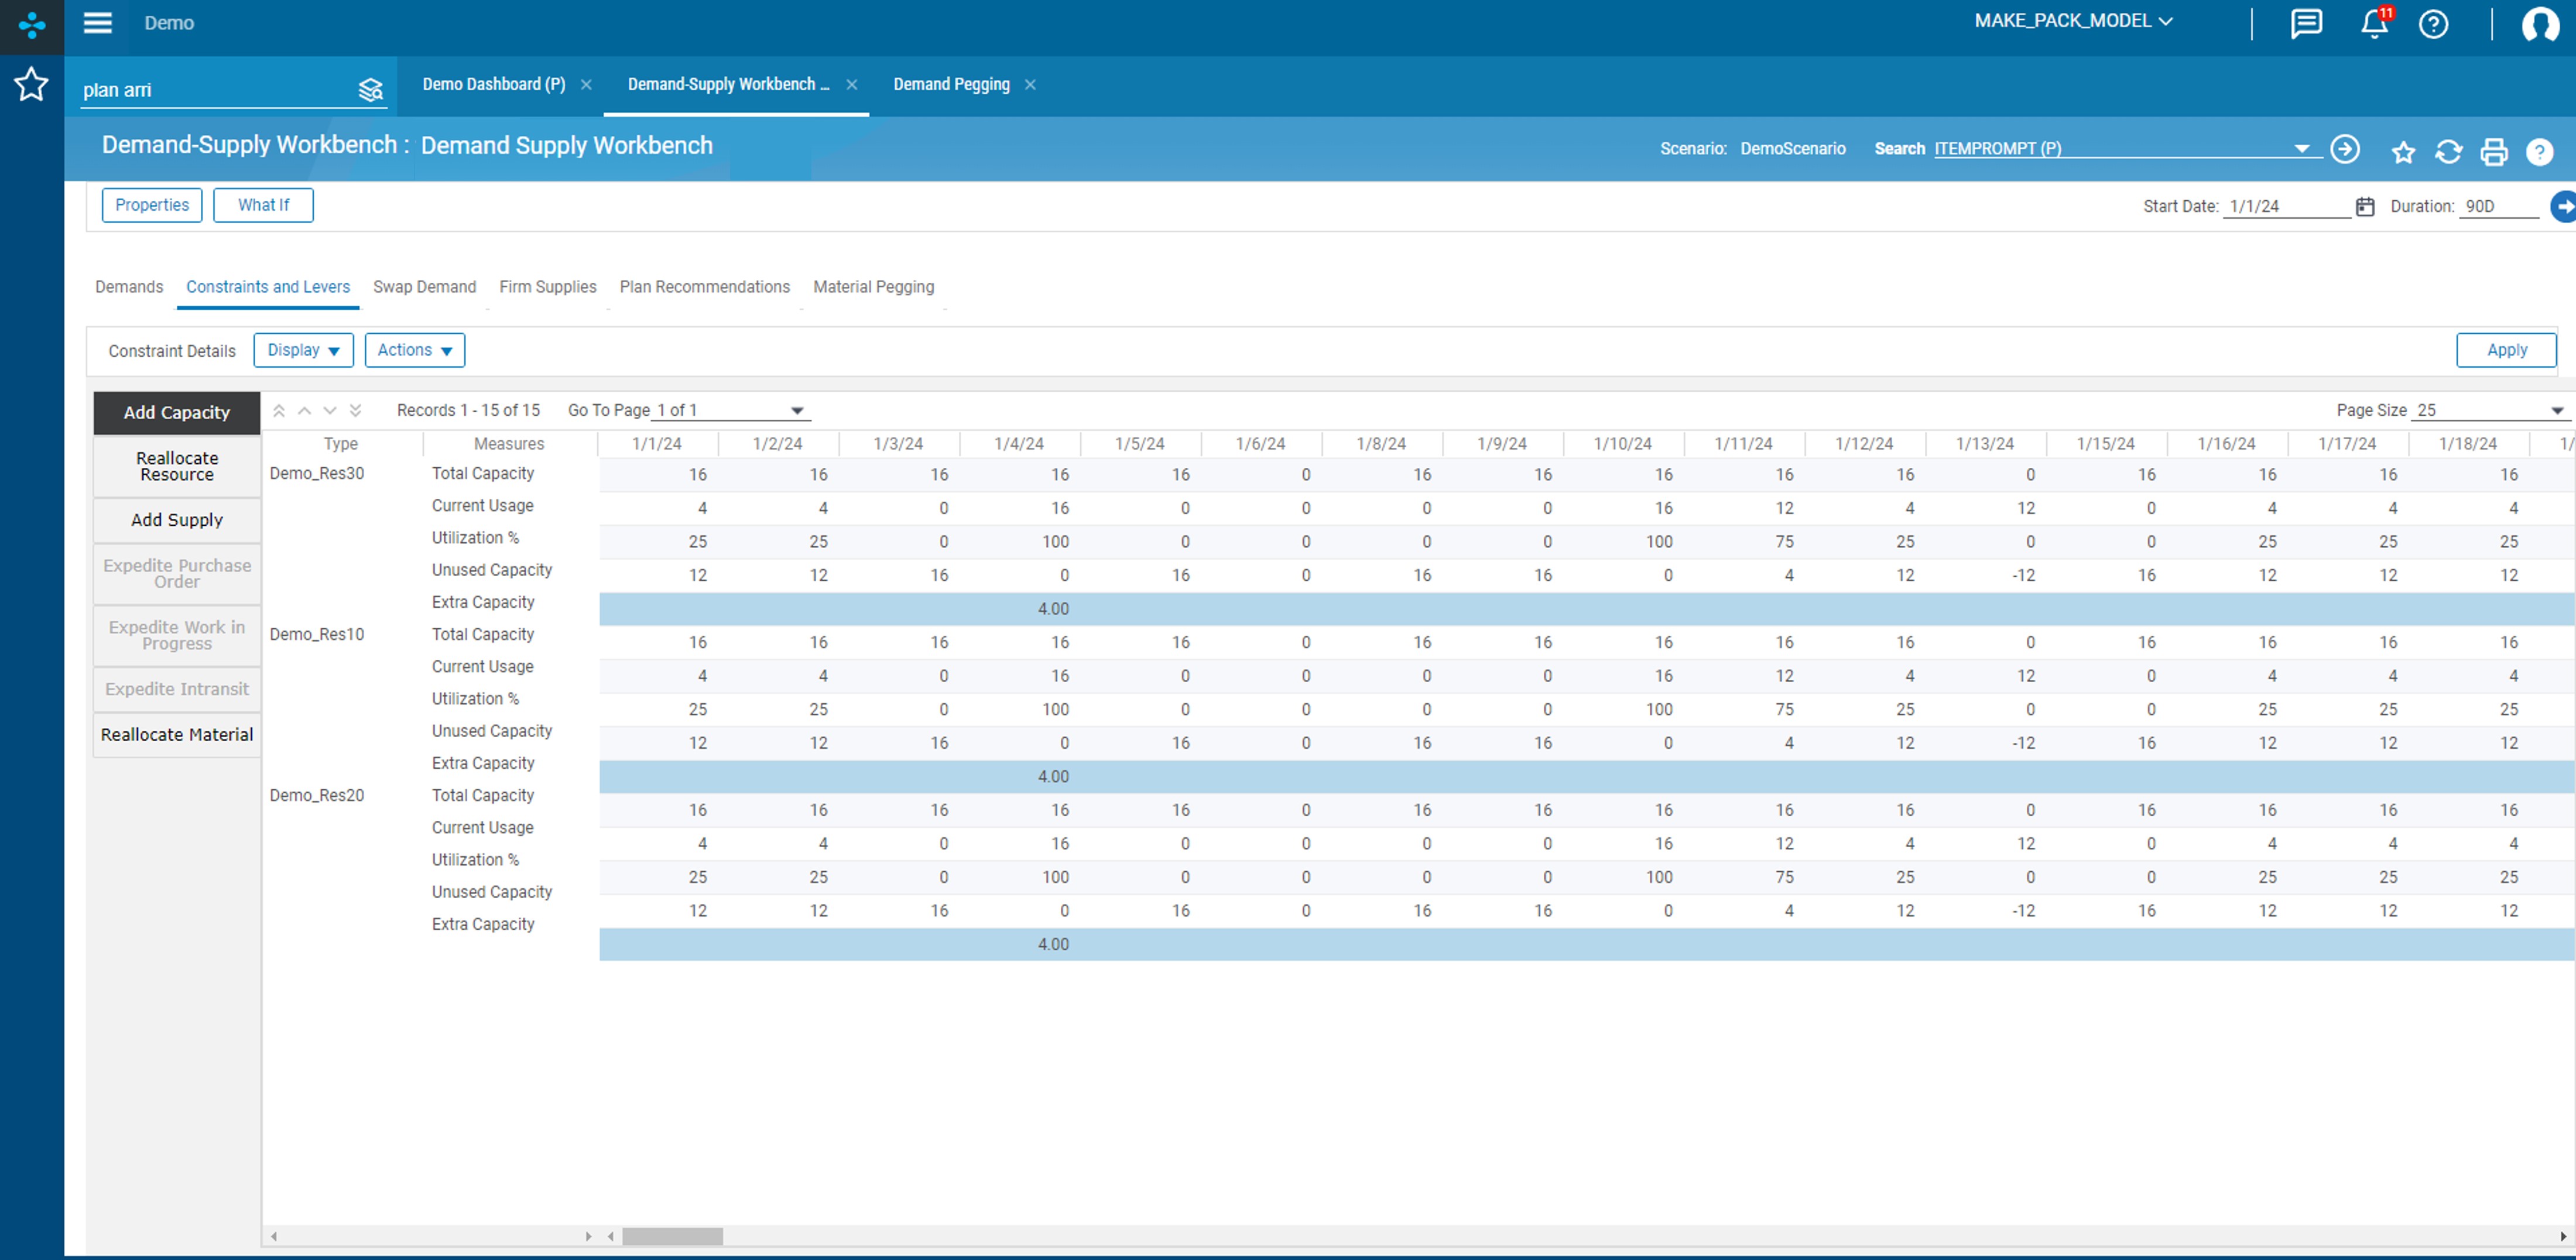 Demo
MAKE_PACK_MODEL
11
plan arri
Demo Dashboard (P)
Demand-Supply Workbench ...
Demand Pegging
Demand-Supply Workbench : Demand Supply Workbench
Scenario: DemoScenario
Search ITEMPROMPT (P)
Properties
What If
Start Date: 1/1/24
Duration: 90D
Demands
Constraints and Levers
Swap Demand
Firm Supplies
Plan Recommendations
Material Pegging
Constraint Details
Display
Actions
Apply
Add Capacity
Reallocate
Resource
Add Supply
Expedite Purchase
Order
Expedite Work in
Progress
Expedite Intransit
Reallocate Material
Records 1 - 15 of 15
Go To Page 1 of 1
Page Size 25
Type Measures 1/1/24 1/2/24 1/3/24 1/4/24 1/5/24 1/6/24 1/8/24 1/9/24 1/10/24 1/11/24 1/12/24 1/13/24 1/15/24 1/16/24 1/17/24 1/18/24 1/
Demo_Res30 Total Capacity 16 16 16 16 16 0 16 16 16 16 16 0 16 16 16 16
Current Usage 4 4 0 16 0 0 0 0 16 12 4 12 0 4 4 4
Utilization % 25 25 0 100 0 0 0 0 100 75 25 0 0 25 25 25
Unused Capacity 12 12 16 0 16 0 16 16 0 4 12 -12 16 12 12 12
Extra Capacity 4.00
Demo_Res10 Total Capacity 16 16 16 16 16 0 16 16 16 16 16 0 16 16 16 16
Current Usage 4 4 0 16 0 0 0 0 16 12 4 12 0 4 4 4
Utilization % 25 25 0 100 0 0 0 0 100 75 25 0 0 25 25 25
Unused Capacity 12 12 16 0 16 0 16 16 0 4 12 -12 16 12 12 12
Extra Capacity 4.00
Demo_Res20 Total Capacity 16 16 16 16 16 0 16 16 16 16 16 0 16 16 16 16
Current Usage 4 4 0 16 0 0 0 0 16 12 4 12 0 4 4 4
Utilization % 25 25 0 100 0 0 0 0 100 75 25 0 0 25 25 25
Unused Capacity 12 12 16 0 16 0 16 16 0 4 12 -12 16 12 12 12
Extra Capacity 4.00